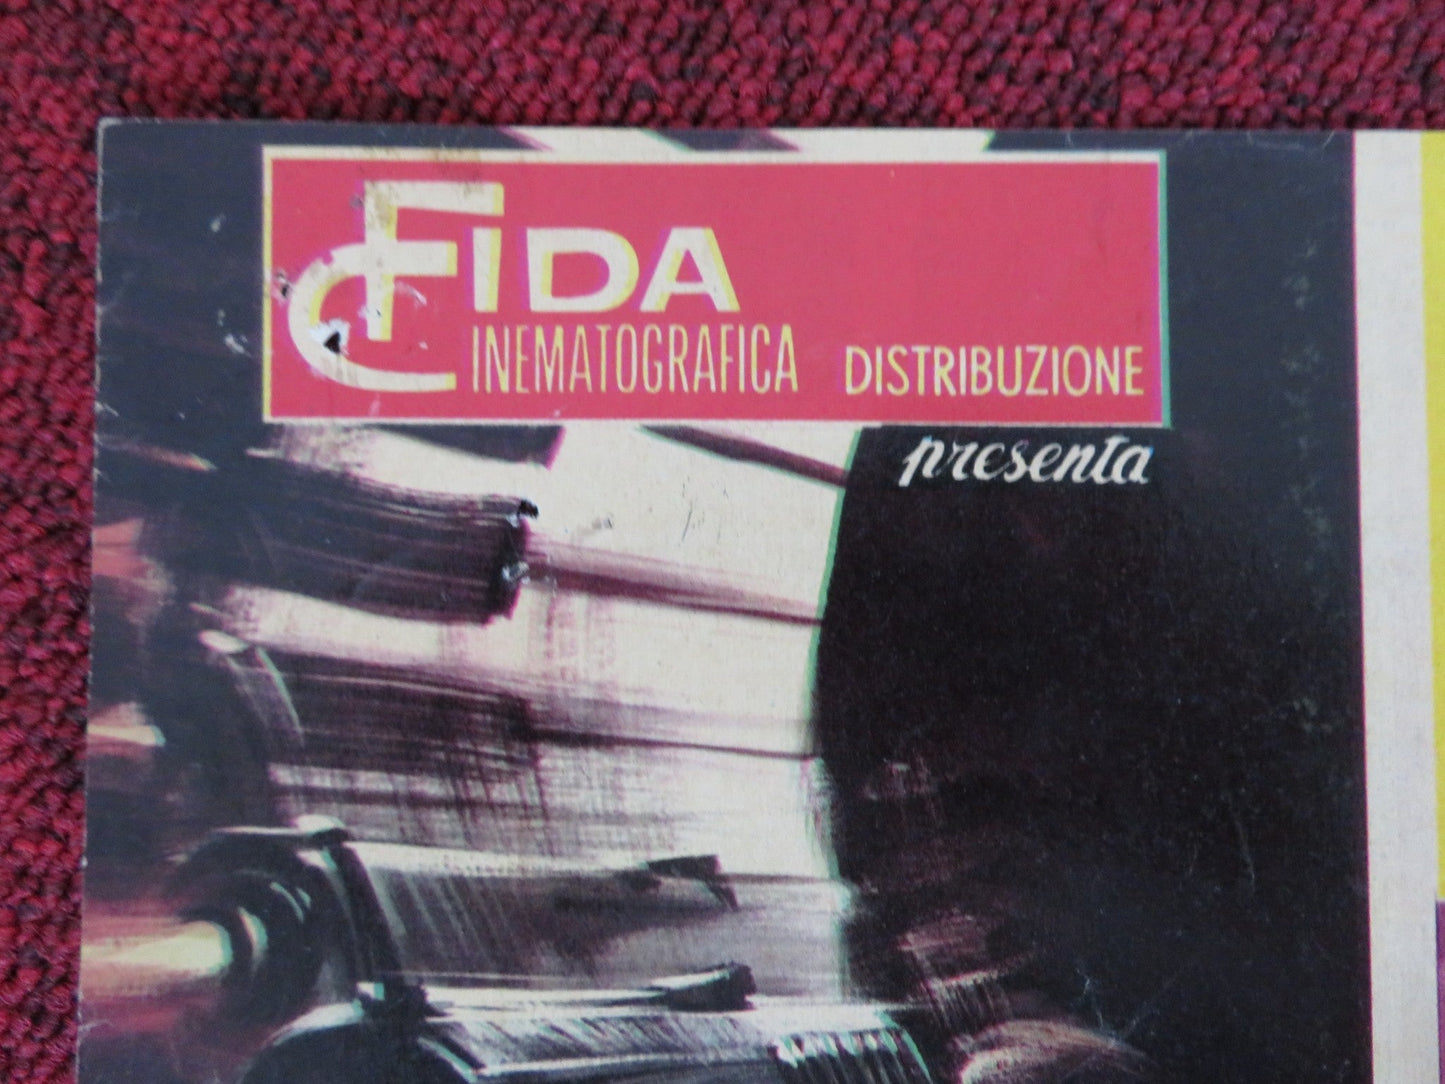 FIDA
CINEMATOGRAFICA DISTRIBUZIONE
presenta